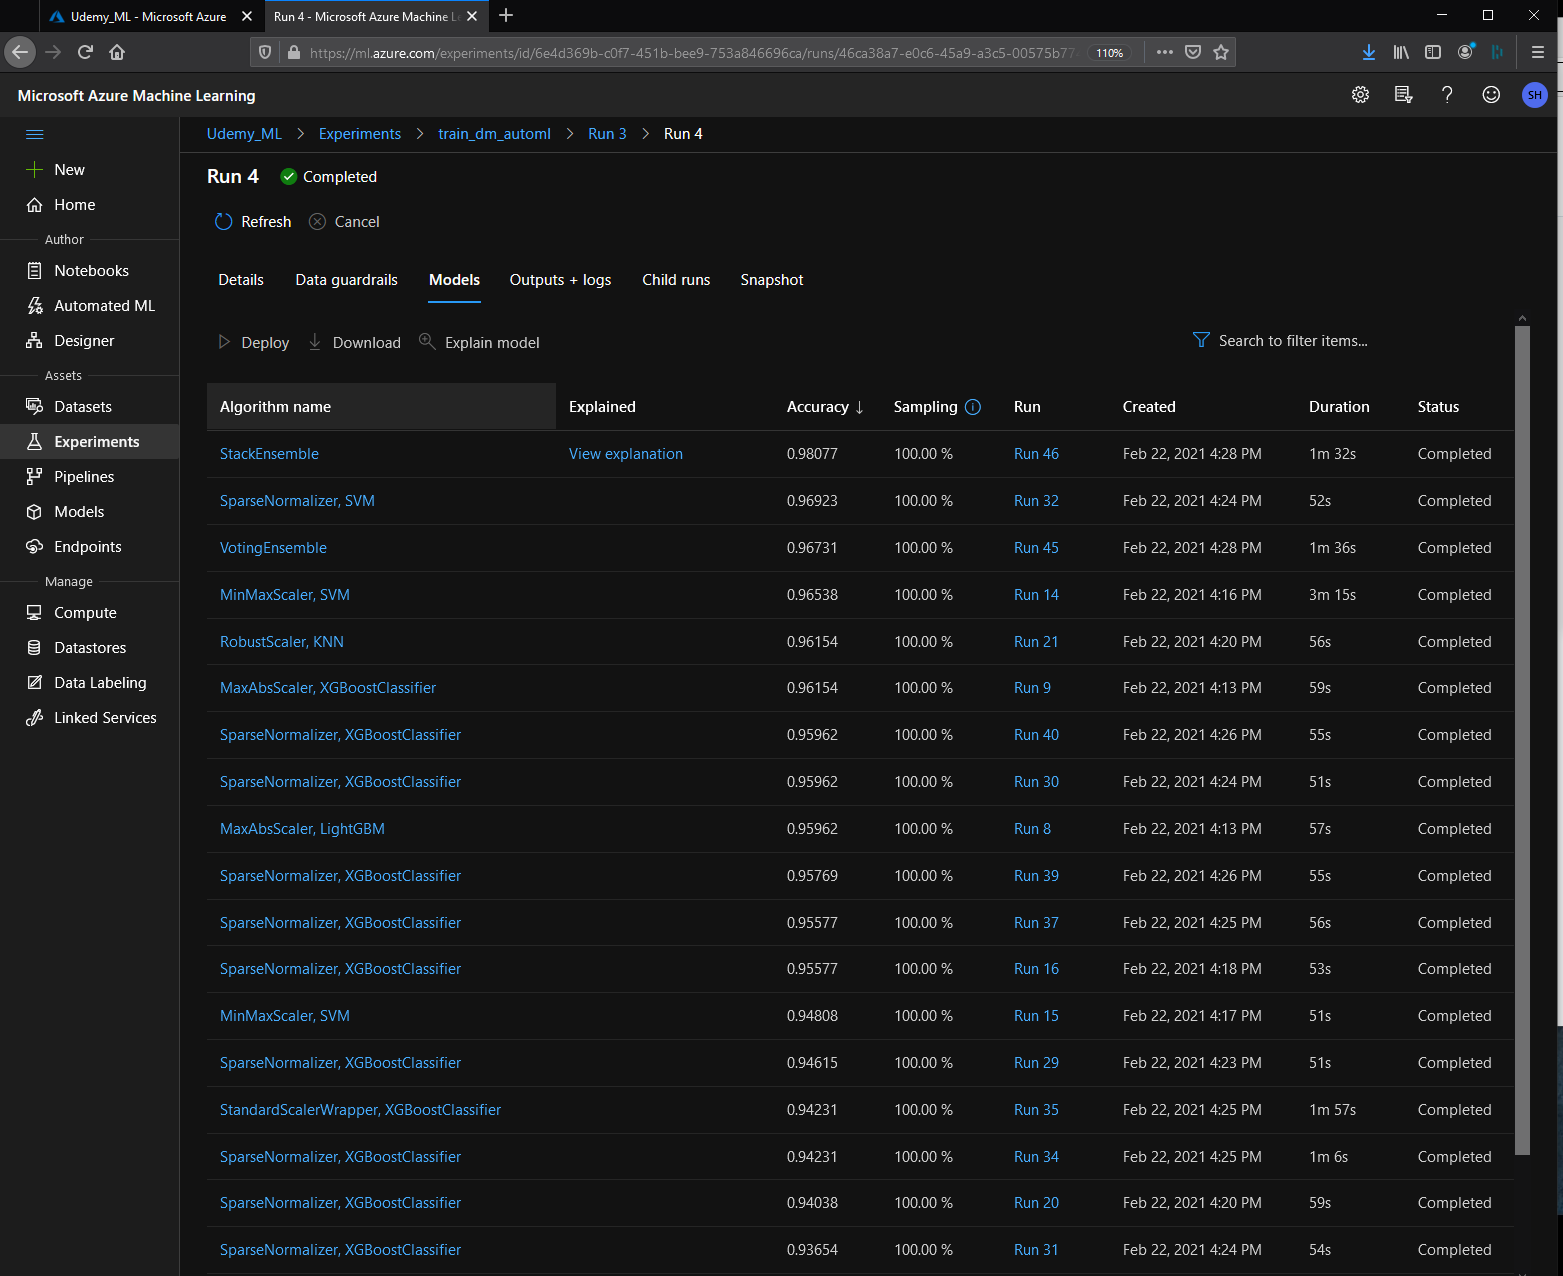 Udemy_ML - Microsoft Azure
Run 4 - Microsoft Azure Machine Le
https://ml.azure.com/experiments/id/6e4d369b-c0f7-451b-bee9-753a846696ca/runs/46ca38a7-e0c6-45a9-a3c5-00575b77
110%
Microsoft Azure Machine Learning
SH
Udemy_ML > Experiments > train_dm_automl > Run 3 > Run 4
New
Home
Author
Notebooks
Automated ML
Designer
Assets
Datasets
Experiments
Pipelines
Models
Endpoints
Manage
Compute
Datastores
Data Labeling
Linked Services
Run 4 Completed
Refresh Cancel
Details Data guardrails Models Outputs + logs Child runs Snapshot
Deploy Download Explain model Search to filter items...
Algorithm name Explained Accuracy ↓ Sampling Run Created Duration Status
StackEnsemble View explanation 0.98077 100.00 % Run 46 Feb 22, 2021 4:28 PM 1m 32s Completed
SparseNormalizer, SVM 0.96923 100.00 % Run 32 Feb 22, 2021 4:24 PM 52s Completed
VotingEnsemble 0.96731 100.00 % Run 45 Feb 22, 2021 4:28 PM 1m 36s Completed
MinMaxScaler, SVM 0.96538 100.00 % Run 14 Feb 22, 2021 4:16 PM 3m 15s Completed
RobustScaler, KNN 0.96154 100.00 % Run 21 Feb 22, 2021 4:20 PM 56s Completed
MaxAbsScaler, XGBoostClassifier 0.96154 100.00 % Run 9 Feb 22, 2021 4:13 PM 59s Completed
SparseNormalizer, XGBoostClassifier 0.95962 100.00 % Run 40 Feb 22, 2021 4:26 PM 55s Completed
SparseNormalizer, XGBoostClassifier 0.95962 100.00 % Run 30 Feb 22, 2021 4:24 PM 51s Completed
MaxAbsScaler, LightGBM 0.95962 100.00 % Run 8 Feb 22, 2021 4:13 PM 57s Completed
SparseNormalizer, XGBoostClassifier 0.95769 100.00 % Run 39 Feb 22, 2021 4:26 PM 55s Completed
SparseNormalizer, XGBoostClassifier 0.95577 100.00 % Run 37 Feb 22, 2021 4:25 PM 56s Completed
SparseNormalizer, XGBoostClassifier 0.95577 100.00 % Run 16 Feb 22, 2021 4:18 PM 53s Completed
MinMaxScaler, SVM 0.94808 100.00 % Run 15 Feb 22, 2021 4:17 PM 51s Completed
SparseNormalizer, XGBoostClassifier 0.94615 100.00 % Run 29 Feb 22, 2021 4:23 PM 51s Completed
StandardScalerWrapper, XGBoostClassifier 0.94231 100.00 % Run 35 Feb 22, 2021 4:25 PM 1m 57s Completed
SparseNormalizer, XGBoostClassifier 0.94231 100.00 % Run 34 Feb 22, 2021 4:25 PM 1m 6s Completed
SparseNormalizer, XGBoostClassifier 0.94038 100.00 % Run 20 Feb 22, 2021 4:20 PM 59s Completed
SparseNormalizer, XGBoostClassifier 0.93654 100.00 % Run 31 Feb 22, 2021 4:24 PM 54s Completed